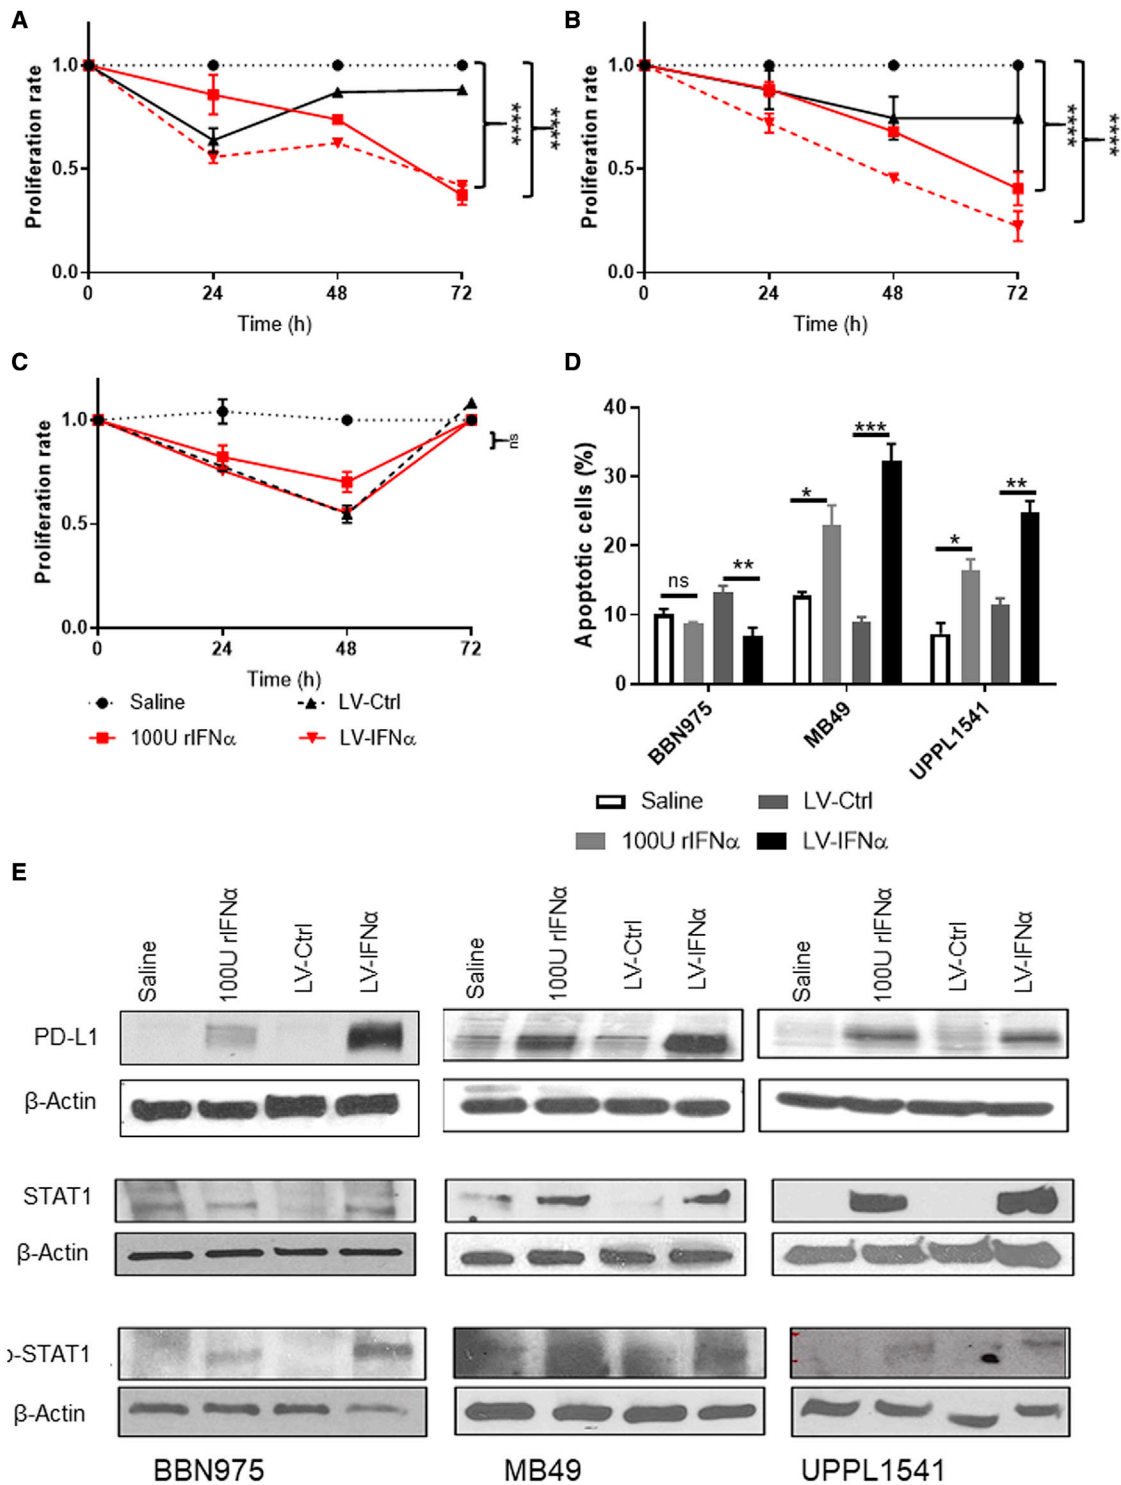 A
Proliferation rate
1.0
0.5
0.0
0 24 48 72
Time (h)
****
****
B
Proliferation rate
1.0
0.5
0.0
0 24 48 72
Time (h)
****
****
C
Proliferation rate
1.0
0.5
0.0
0 24 48 72
Time (h)
ns
Saline LV-Ctrl
100U rIFNα LV-IFNα
D
Apoptotic cells (%)
40
30
20
10
0
ns ** * *** * **
BBN975 MB49 UPPL1541
Saline LV-Ctrl
100U rIFNα LV-IFNα
E
Saline 100U rIFNα LV-Ctrl LV-IFNα Saline 100U rIFNα LV-Ctrl LV-IFNα Saline 100U rIFNα LV-Ctrl LV-IFNα
PD-L1
β-Actin
STAT1
β-Actin
-STAT1
β-Actin
BBN975 MB49 UPPL1541